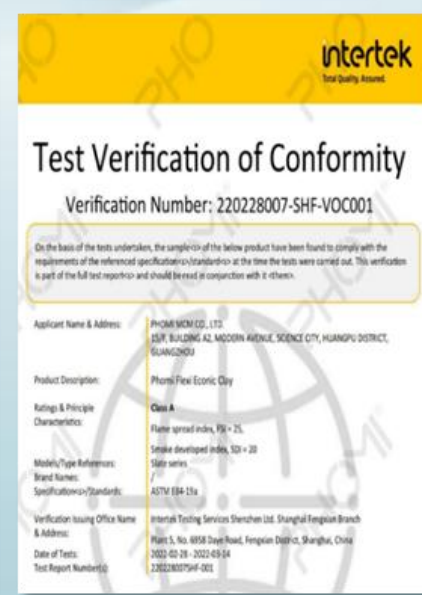 intertek
Total Quality. Assured.
Test Verification of Conformity
Verification Number: 220228007-SHF-VOC001
On the basis of the tests undertaken, the sample<s> of the below product have been found to comply with the
requirements of the referenced specification<s>/standard<s> at the time the tests were carried out. This verification
is part of the full test report<s> and should be read in conjunction with it <them>.
Applicant Name & Address: PHOMI MCM CO., LTD.
15/F, BUILDING A2, MODERN AVENUE, SCIENCE CITY, HUANGPU DISTRICT,
GUANGZHOU
Product Description: Phomi Flexi Econic Clay
Ratings & Principle Characteristics: Class A
Flame spread index, FSI = 25,
Smoke developed index, SDI = 20
Models/Type References: Slate series
Brand Names: /
Specification<s>/Standards: ASTM E84-19a
Verification Issuing Office Name & Address: Intertek Testing Services Shenzhen Ltd. Shanghai Fengxian Branch
Plant 5, No. 6958 Daye Road, Fengxian District, Shanghai, China
Date of Tests: 2022-02-28 - 2022-03-14
Test Report Number(s): 220228007SHF-001
PHOMI